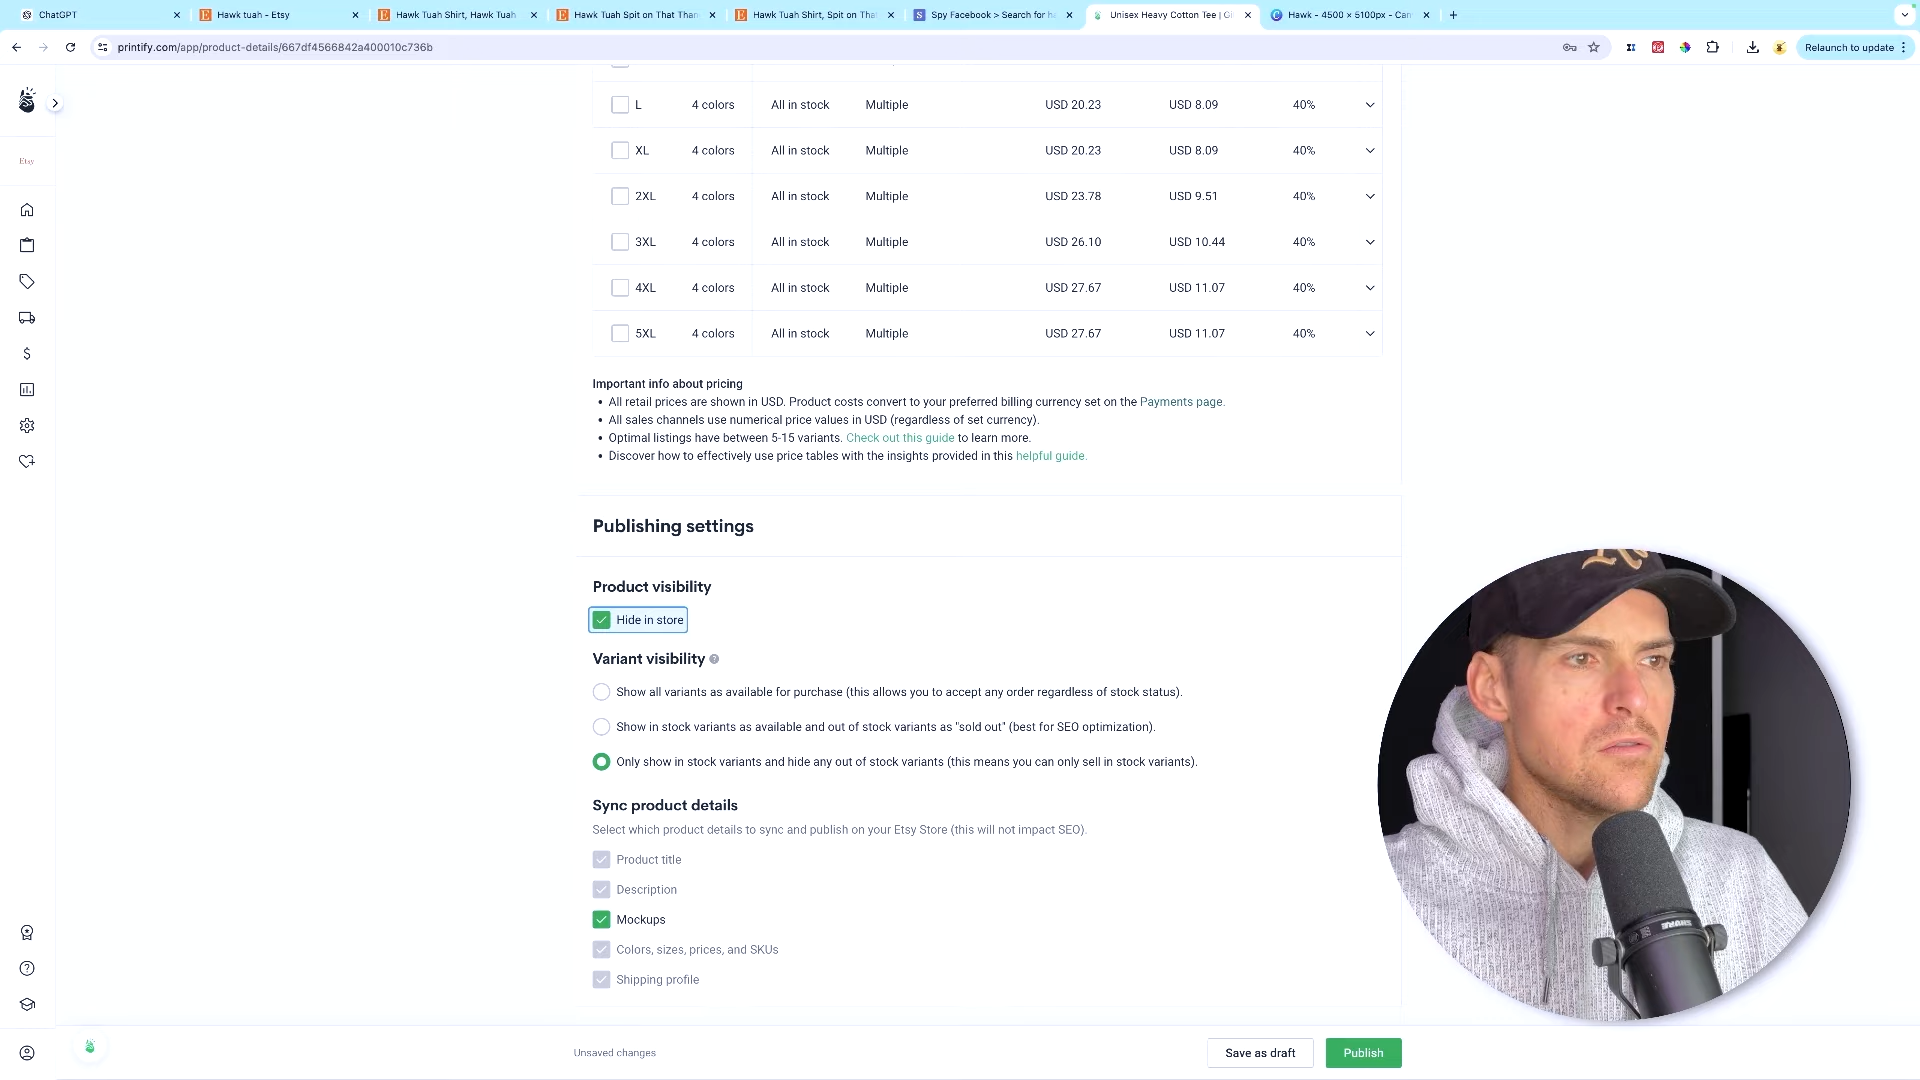 ChatGPT
Hawk tuah - Etsy
Hawk Tuah Shirt, Hawk Tuah
Hawk Tuah Spit on That Than
Hawk Tuah Shirt, Spit on Tha
Spy Facebook > Search for ha
Unisex Heavy Cotton Tee | Gi
Hawk - 4500 × 5100px - Can
printify.com/app/product-details/667df4566842a400010c736b
Relaunch to update
Etsy
L 4 colors All in stock Multiple USD 20.23 USD 8.09 40%
XL 4 colors All in stock Multiple USD 20.23 USD 8.09 40%
2XL 4 colors All in stock Multiple USD 23.78 USD 9.51 40%
3XL 4 colors All in stock Multiple USD 26.10 USD 10.44 40%
4XL 4 colors All in stock Multiple USD 27.67 USD 11.07 40%
5XL 4 colors All in stock Multiple USD 27.67 USD 11.07 40%
Important info about pricing
• All retail prices are shown in USD. Product costs convert to your preferred billing currency set on the Payments page.
• All sales channels use numerical price values in USD (regardless of set currency).
• Optimal listings have between 5-15 variants. Check out this guide to learn more.
• Discover how to effectively use price tables with the insights provided in this helpful guide.
Publishing settings
Product visibility
Hide in store
Variant visibility
Show all variants as available for purchase (this allows you to accept any order regardless of stock status).
Show in stock variants as available and out of stock variants as "sold out" (best for SEO optimization).
Only show in stock variants and hide any out of stock variants (this means you can only sell in stock variants).
Sync product details
Select which product details to sync and publish on your Etsy Store (this will not impact SEO).
Product title
Description
Mockups
Colors, sizes, prices, and SKUs
Shipping profile
Unsaved changes
Save as draft
Publish
SHURE